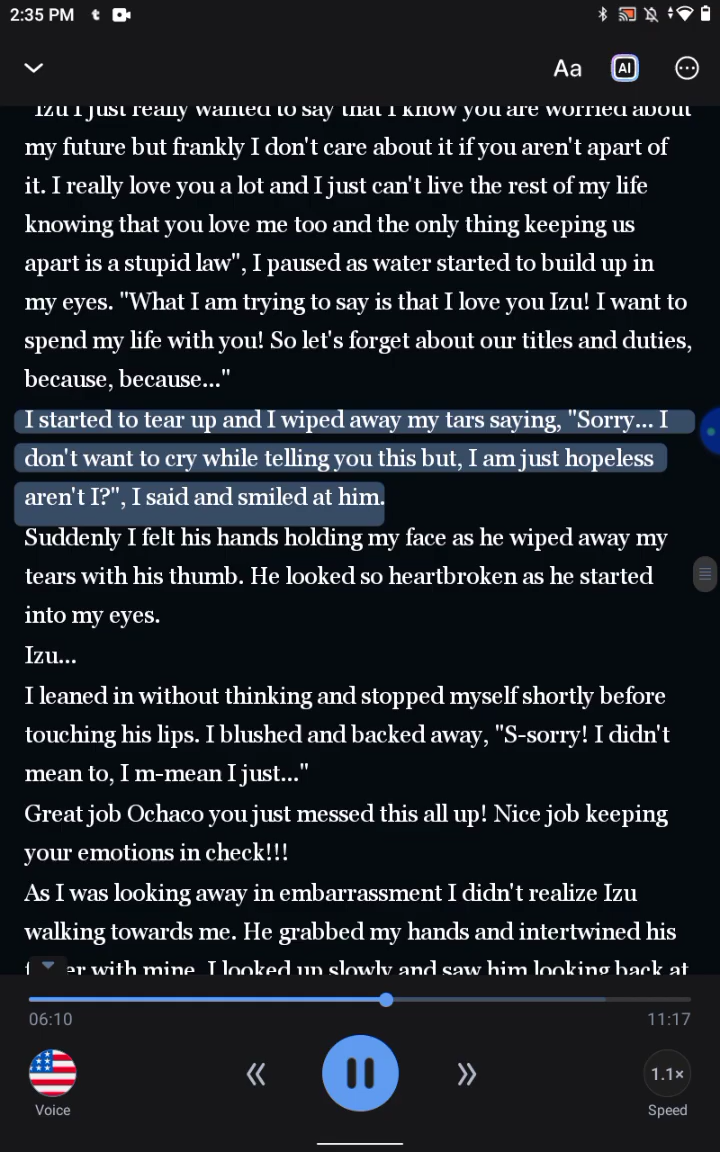 2:35 PM t
Aa AI
"Izu I just really wanted to say that I know you are worried about
my future but frankly I don't care about it if you aren't apart of
it. I really love you a lot and I just can't live the rest of my life
knowing that you love me too and the only thing keeping us
apart is a stupid law", I paused as water started to build up in
my eyes. "What I am trying to say is that I love you Izu! I want to
spend my life with you! So let's forget about our titles and duties,
because, because..."
I started to tear up and I wiped away my tars saying, "Sorry... I
don't want to cry while telling you this but, I am just hopeless
aren't I?", I said and smiled at him.
Suddenly I felt his hands holding my face as he wiped away my
tears with his thumb. He looked so heartbroken as he started
into my eyes.
Izu...
I leaned in without thinking and stopped myself shortly before
touching his lips. I blushed and backed away, "S-sorry! I didn't
mean to, I m-mean I just..."
Great job Ochaco you just messed this all up! Nice job keeping
your emotions in check!!!
As I was looking away in embarrassment I didn't realize Izu
walking towards me. He grabbed my hands and intertwined his
with mine. I looked up slowly and saw him looking back at
06:10 11:17
1.1×
Voice Speed